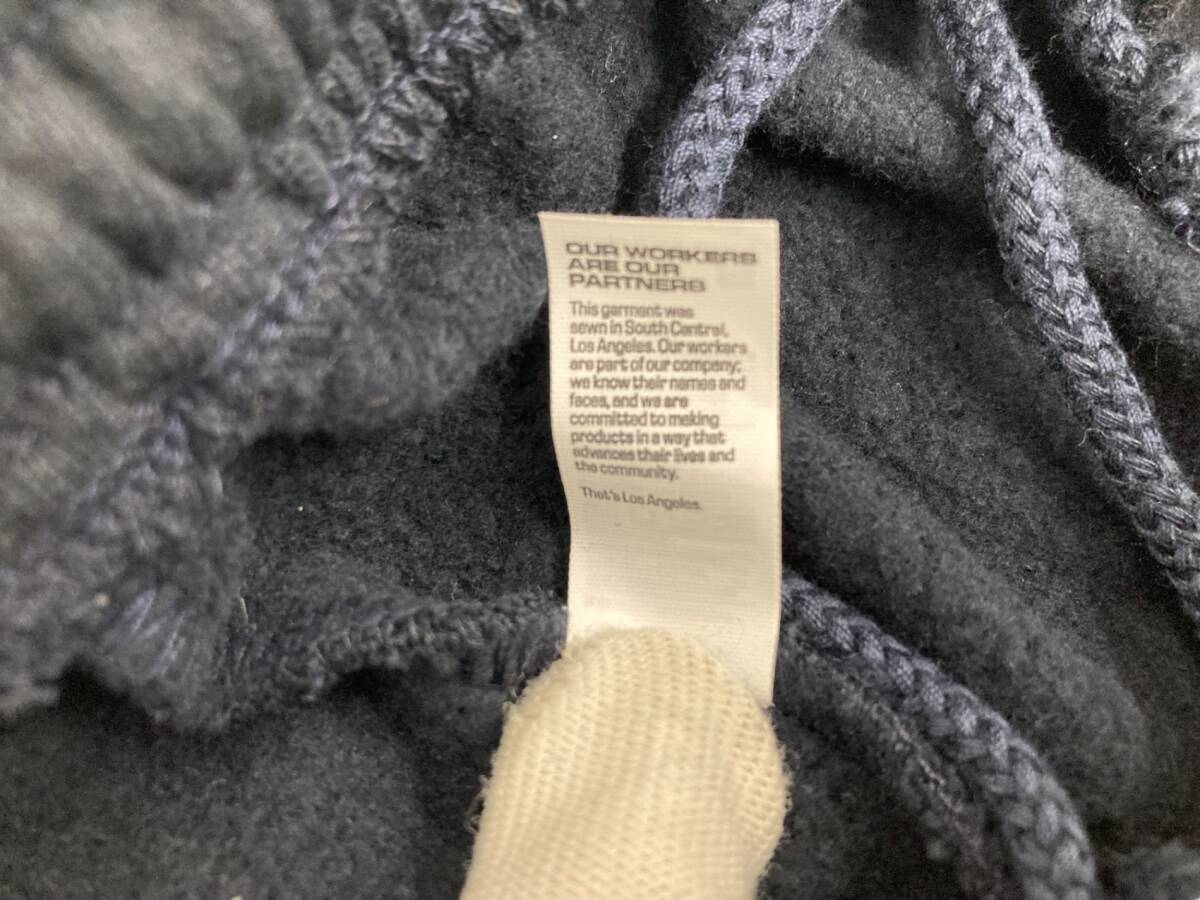 OUR WORKERS
ARE OUR
PARTNERS
This garment was
sewn in South Central,
Los Angeles. Our workers
are part of our company;
we know their names and
faces, and we are
committed to making
products in a way that
advances their lives and
the community.
That's Los Angeles.